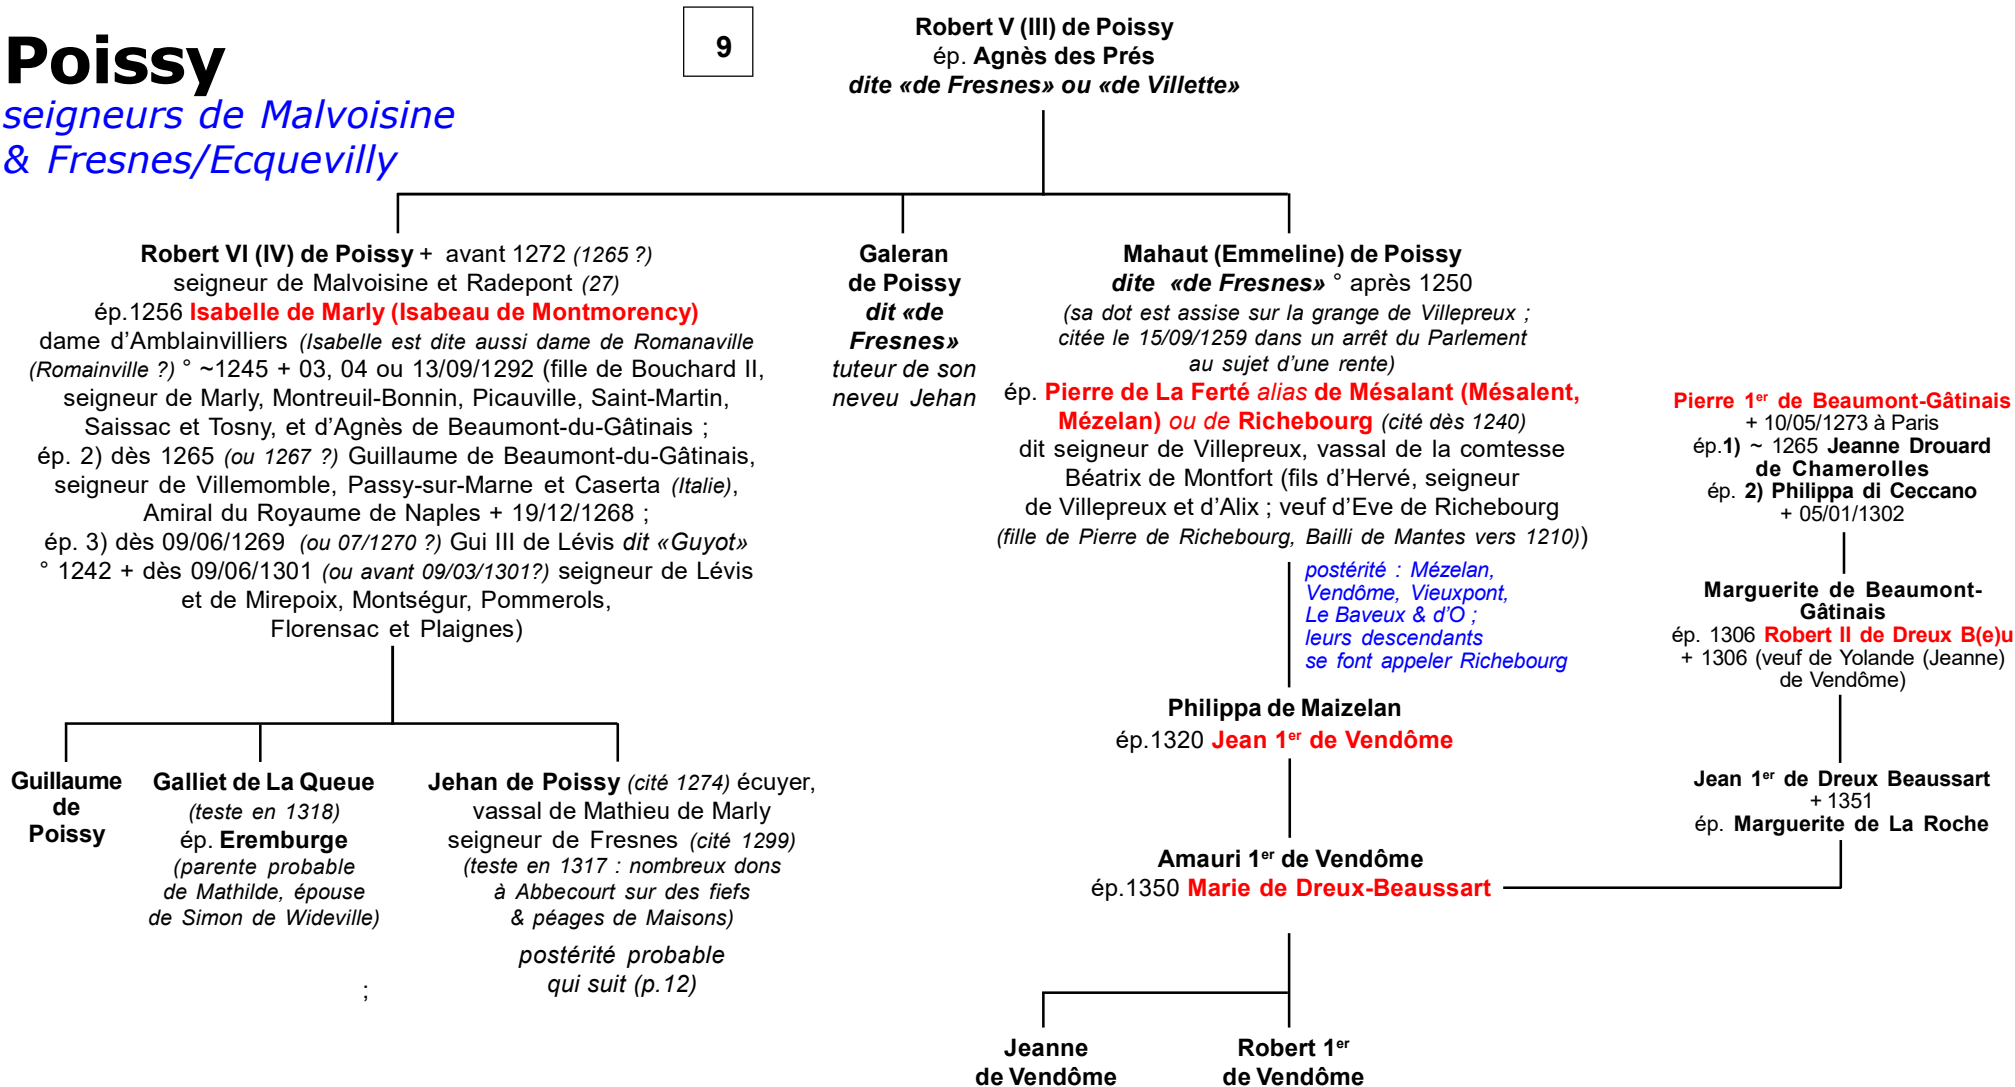 Poissy
seigneurs de Malvoisine
& Fresnes/Ecquevilly
9
Robert V (III) de Poissy
ép. Agnès des Prés
dite «de Fresnes» ou «de Villette»
Robert VI (IV) de Poissy + avant 1272 (1265 ?)
seigneur de Malvoisine et Radepont (27)
ép.1256 Isabelle de Marly (Isabeau de Montmorency)
dame d’Amblainvilliers (Isabelle est dite aussi dame de Romanaville
(Romainville ?) ° ~1245 + 03, 04 ou 13/09/1292 (fille de Bouchard II,
seigneur de Marly, Montreuil-Bonnin, Picauville, Saint-Martin,
Saissac et Tosny, et d’Agnès de Beaumont-du-Gâtinais ;
ép. 2) dès 1265 (ou 1267 ?) Guillaume de Beaumont-du-Gâtinais,
seigneur de Villemomble, Passy-sur-Marne et Caserta (Italie),
Amiral du Royaume de Naples + 19/12/1268 ;
ép. 3) dès 09/06/1269 (ou 07/1270 ?) Gui III de Lévis dit «Guyot»
° 1242 + dès 09/06/1301 (ou avant 09/03/1301?) seigneur de Lévis
et de Mirepoix, Montségur, Pommerols,
Florensac et Plaignes)
Galeran
de Poissy
dit «de
Fresnes»
tuteur de son
neveu Jehan
Mahaut (Emmeline) de Poissy
dite «de Fresnes» ° après 1250
(sa dot est assise sur la grange de Villepreux ;
citée le 15/09/1259 dans un arrêt du Parlement
au sujet d’une rente)
ép. Pierre de La Ferté alias de Mésalant (Mésalent,
Mézelan) ou de Richebourg (cité dès 1240)
dit seigneur de Villepreux, vassal de la comtesse
Béatrix de Montfort (fils d’Hervé, seigneur
de Villepreux et d’Alix ; veuf d’Eve de Richebourg
(fille de Pierre de Richebourg, Bailli de Mantes vers 1210))
postérité : Mézelan,
Vendôme, Vieuxpont,
Le Baveux & d’O ;
leurs descendants
se font appeler Richebourg
Pierre 1er de Beaumont-Gâtinais
+ 10/05/1273 à Paris
ép.1) ~ 1265 Jeanne Drouard
de Chamerolles
ép. 2) Philippa di Ceccano
+ 05/01/1302
Marguerite de Beaumont-
Gâtinais
ép. 1306 Robert II de Dreux B(e)u
+ 1306 (veuf de Yolande (Jeanne)
de Vendôme)
Philippa de Maizelan
ép.1320 Jean 1er de Vendôme
Guillaume
de
Poissy
Galliet de La Queue
(teste en 1318)
ép. Eremburge
(parente probable
de Mathilde, épouse
de Simon de Wideville)
Jehan de Poissy (cité 1274) écuyer,
vassal de Mathieu de Marly
seigneur de Fresnes (cité 1299)
(teste en 1317 : nombreux dons
à Abbecourt sur des fiefs
& péages de Maisons)
postérité probable
qui suit (p.12)
;
Jean 1er de Dreux Beaussart
+ 1351
ép. Marguerite de La Roche
Amauri 1er de Vendôme
ép.1350 Marie de Dreux-Beaussart
Jeanne
de Vendôme
Robert 1er
de Vendôme